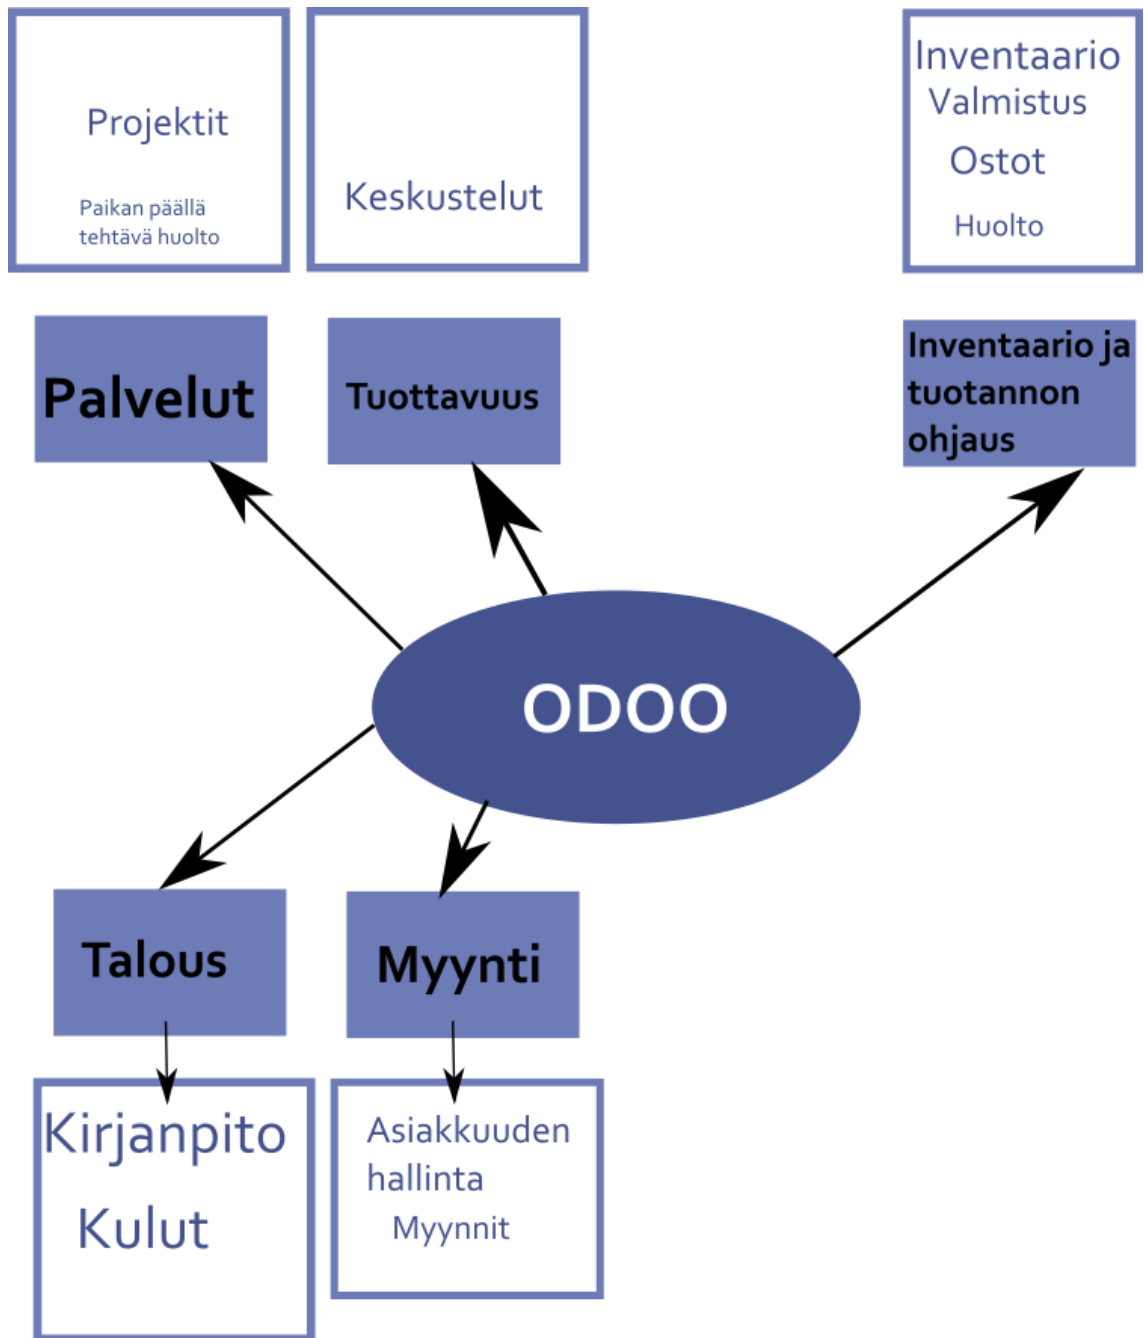 Projektit
Paikan päällä
tehtävä huolto
Keskustelut
Inventaario
Valmistus
Ostot
Huolto
Palvelut
Tuottavuus
Inventaario ja
tuotannon
ohjaus
ODOO
Talous
Myynti
Kirjanpito
Kulut
Asiakkuuden
hallinta
Myynnit